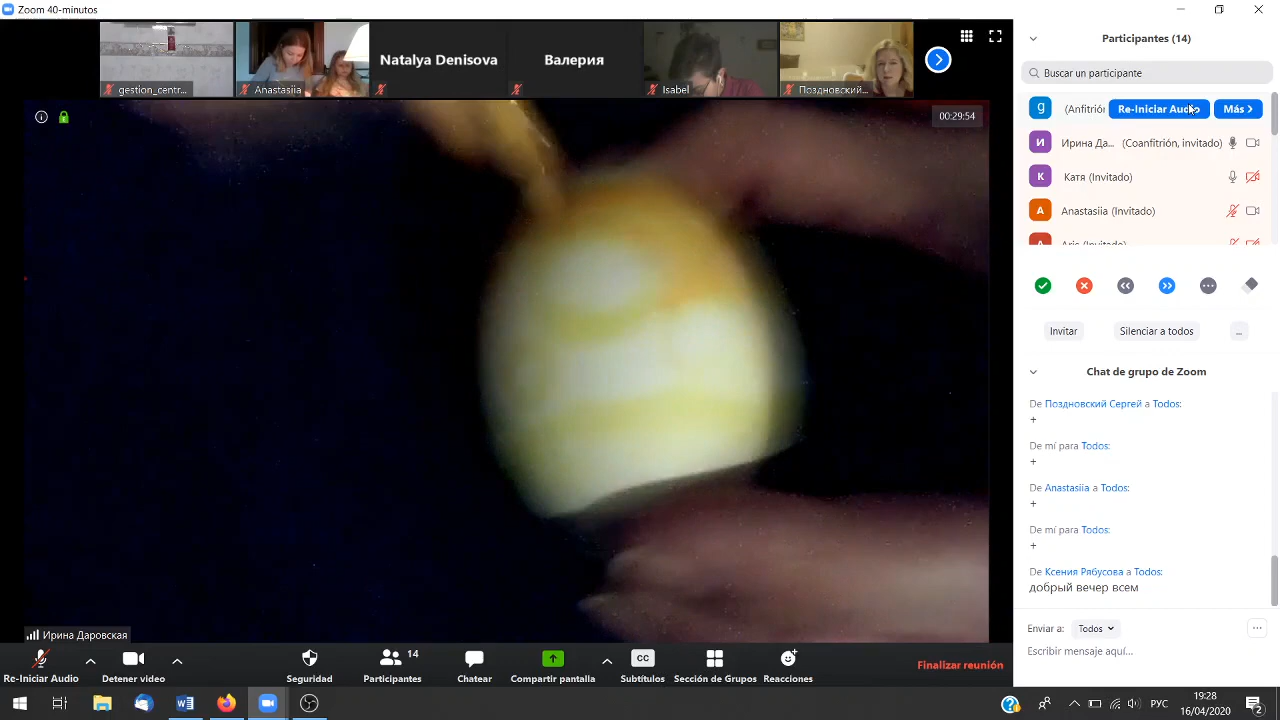 Zoom 40-minutos
gestion_centr...
Anastasiia
Natalya Denisova
Валерия
Isabel
Поздновский...
00:29:54
Ирина Даровская
Participantes (14)
Buscar un participante
g (Anfitrión Re-Iniciar Audio Más >
И Ирина Да... (Coanfitrión, invitado)
К Катя (Invitado)
A Anastasiia (Invitado)
Invitar Silenciar a todos ...
Chat de grupo de Zoom
De Поздновский Сергей a Todos:
+
De mí para Todos:
+
De Anastasiia a Todos:
+
De mí para Todos:
+
De Ксения Рябусова a Todos:
добрый вечер всем
Enviar a: Todos
Escribir mensaje aquí...
Re-Iniciar Audio
Detener video
Seguridad
14
Participantes
Chatear
Compartir pantalla
CC
Subtítulos
Sección de Grupos
Reacciones
Finalizar reunión
РУС
19:28
16/04/2020
2